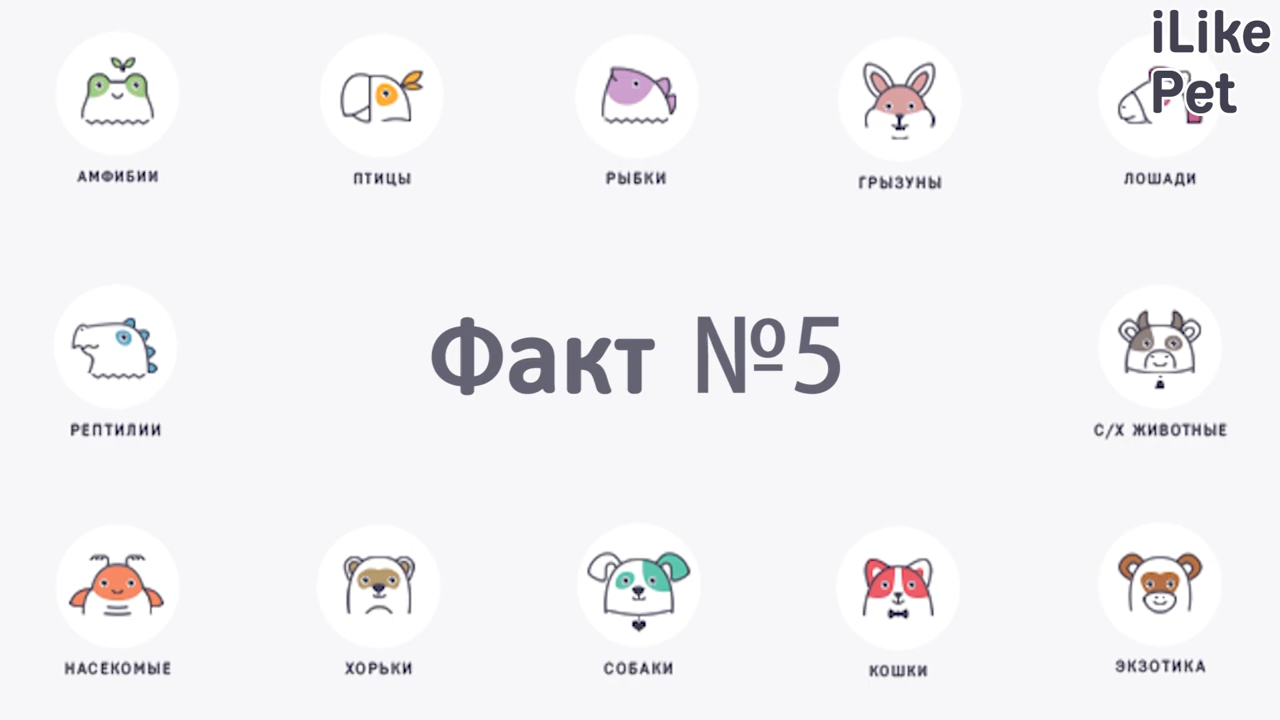 iLike
Pet
АМФИБИИ
ПТИЦЫ
РЫБКИ
ГРЫЗУНЫ
ЛОШАДИ
Факт №5
РЕПТИЛИИ
С/Х ЖИВОТНЫЕ
НАСЕКОМЫЕ
ХОРЬКИ
СОБАКИ
КОШКИ
ЭКЗОТИКА